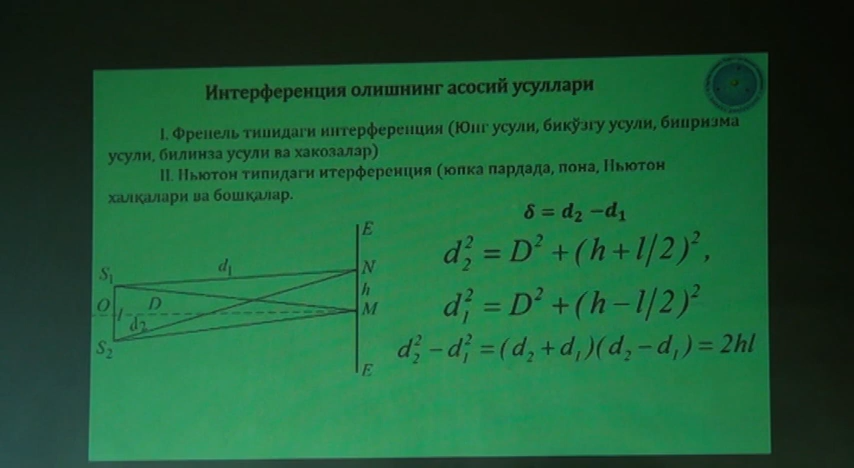 Интерференция олишнинг асосий усуллари
I. Френель типидаги интерференция (Юнг усули, бикўзгу усули, бипризма
усули, билинза усули ва хакозалар)
II. Ньютон типидаги итерференция (юпка пардада, пона, Ньютон
халқалари ва бошқалар.
δ = d₂ –d₁
d₂² = D² + (h + l/2)²,
d₁² = D² + (h – l/2)²
d₂² – d₁² = (d₂ + d₁)(d₂ – d₁) = 2hl
E
S₁ d₁ N
h
O l D M
d₂
S₂
E